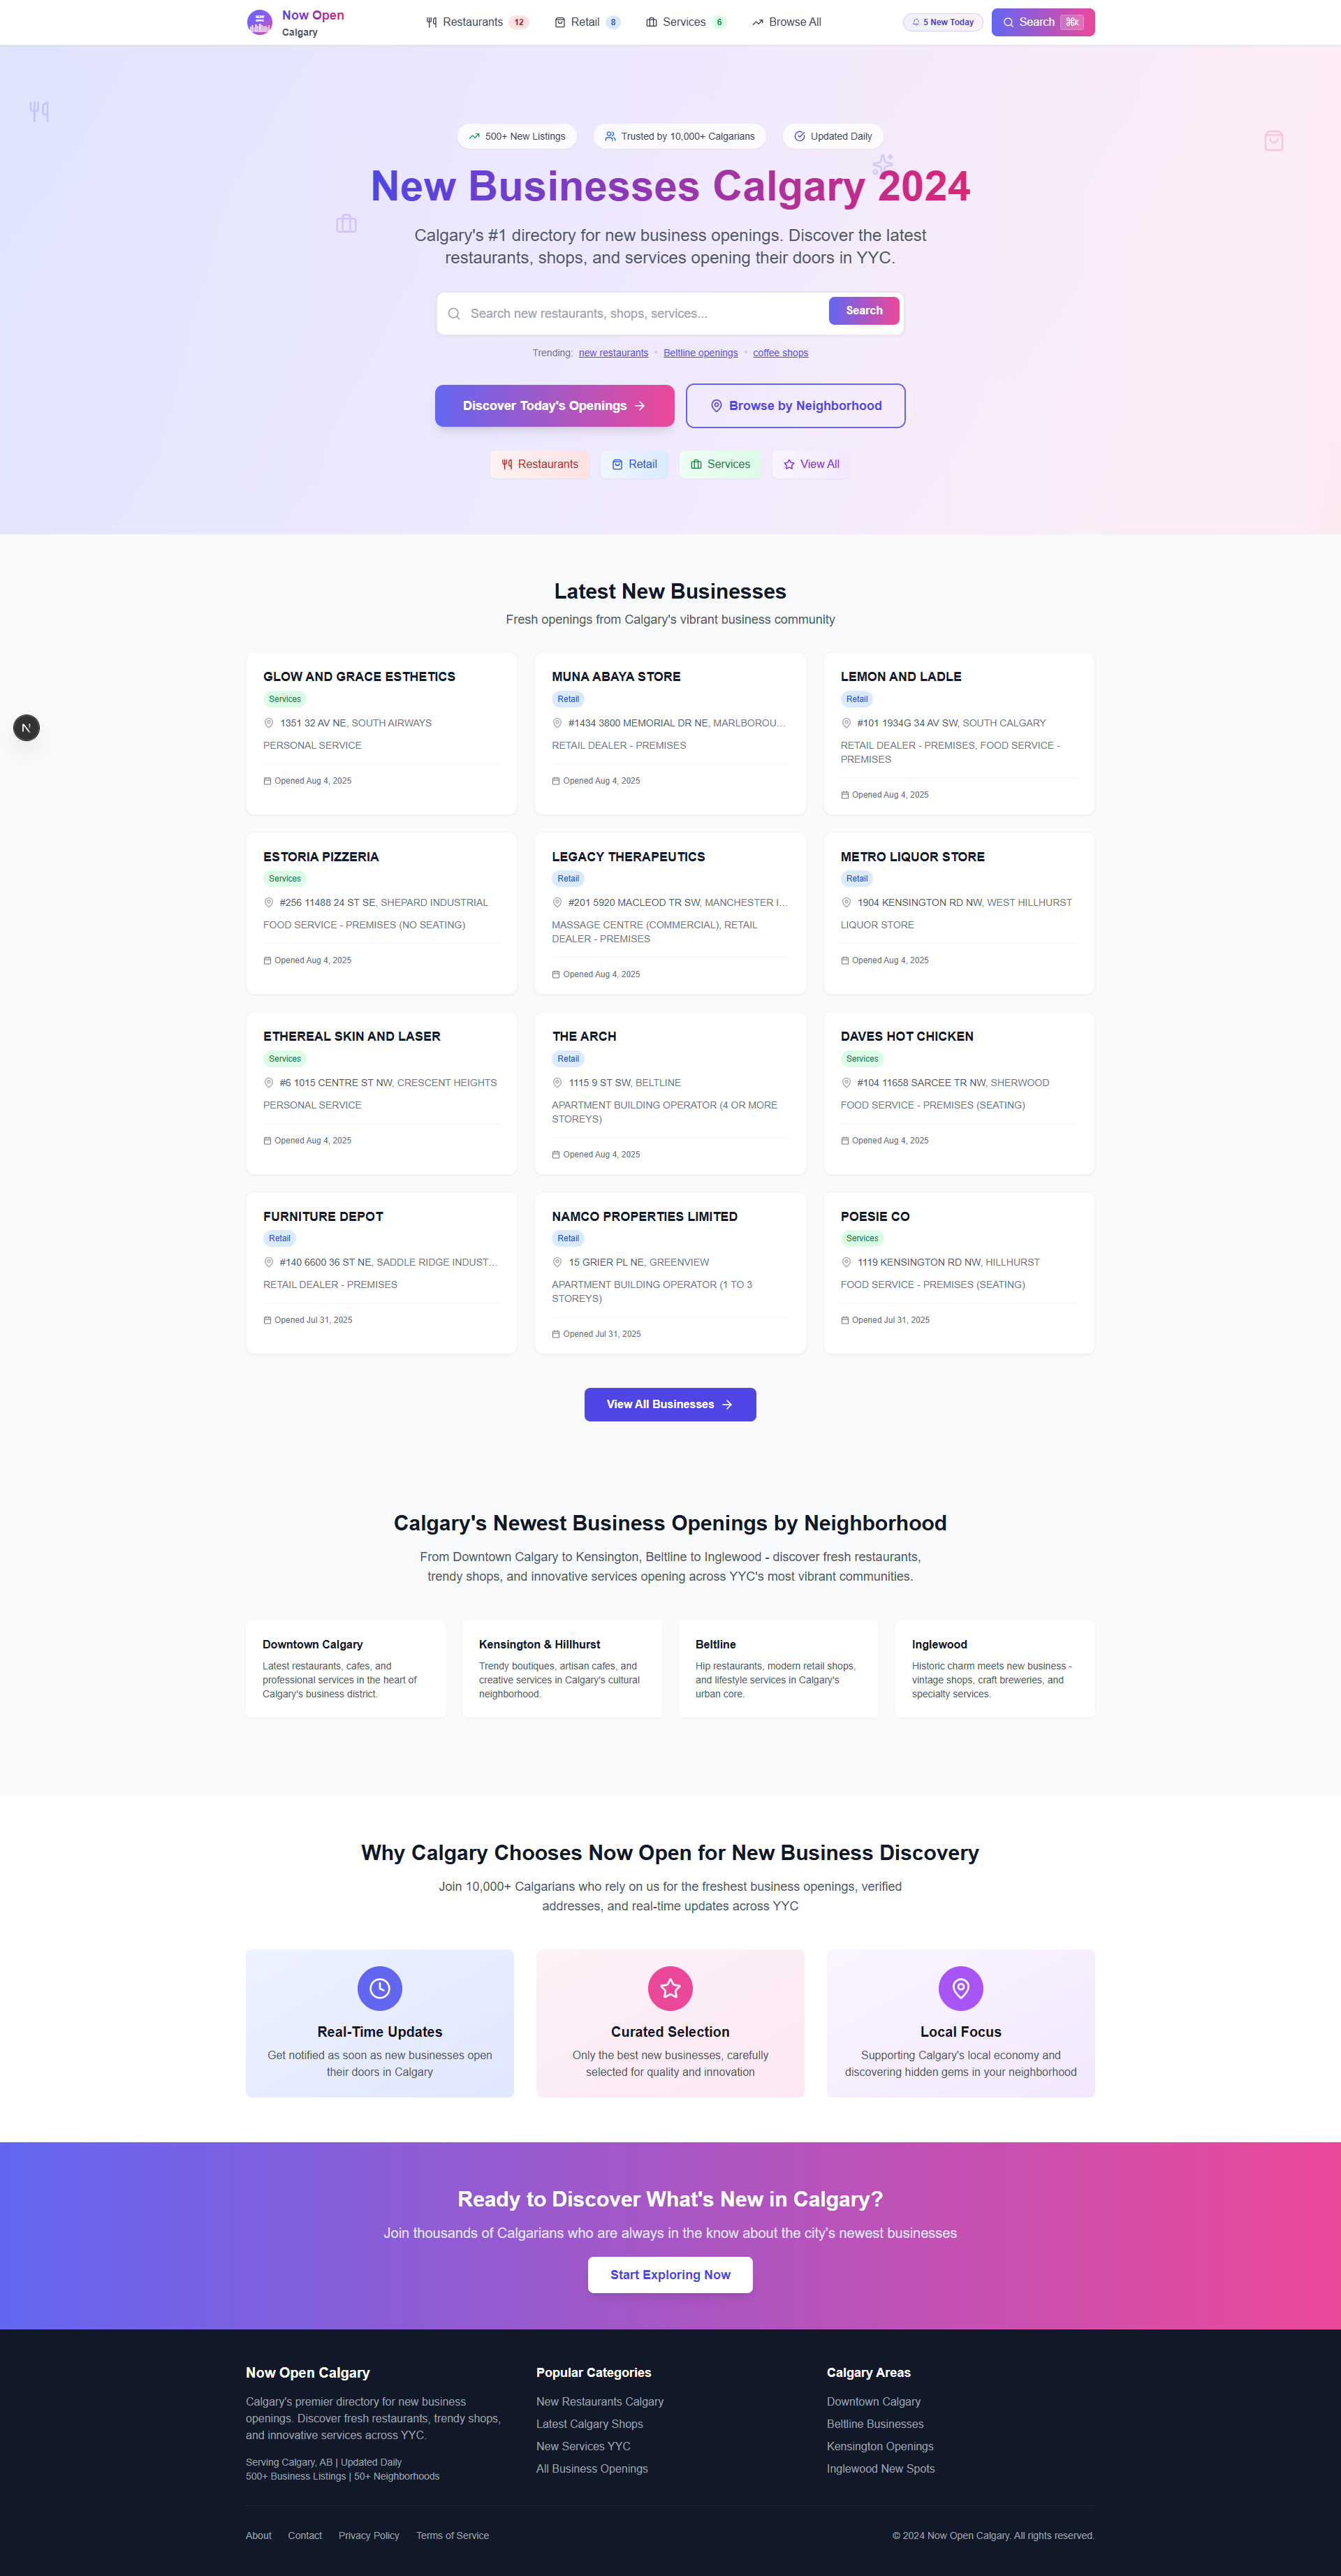 NOW OPEN
Now Open
Calgary
Restaurants 12
Retail 8
Services 6
Browse All
5 New Today
Search ⌘K
500+ New Listings
Trusted by 10,000+ Calgarians
Updated Daily
New Businesses Calgary 2024
Calgary's #1 directory for new business openings. Discover the latest
restaurants, shops, and services opening their doors in YYC.
Search new restaurants, shops, services...
Search
Trending: new restaurants • Beltline openings • coffee shops
Discover Today's Openings
Browse by Neighborhood
Restaurants
Retail
Services
View All
Latest New Businesses
Fresh openings from Calgary's vibrant business community
GLOW AND GRACE ESTHETICS
Services
1351 32 AV NE, SOUTH AIRWAYS
PERSONAL SERVICE
Opened Aug 4, 2025
MUNA ABAYA STORE
Retail
#1434 3800 MEMORIAL DR NE, MARLBOROU...
RETAIL DEALER - PREMISES
Opened Aug 4, 2025
LEMON AND LADLE
Retail
#101 1934G 34 AV SW, SOUTH CALGARY
RETAIL DEALER - PREMISES, FOOD SERVICE -
PREMISES
Opened Aug 4, 2025
N
ESTORIA PIZZERIA
Services
#256 11488 24 ST SE, SHEPARD INDUSTRIAL
FOOD SERVICE - PREMISES (NO SEATING)
Opened Aug 4, 2025
LEGACY THERAPEUTICS
Retail
#201 5920 MACLEOD TR SW, MANCHESTER I...
MASSAGE CENTRE (COMMERCIAL), RETAIL
DEALER - PREMISES
Opened Aug 4, 2025
METRO LIQUOR STORE
Retail
1904 KENSINGTON RD NW, WEST HILLHURST
LIQUOR STORE
Opened Aug 4, 2025
ETHEREAL SKIN AND LASER
Services
#6 1015 CENTRE ST NW, CRESCENT HEIGHTS
PERSONAL SERVICE
Opened Aug 4, 2025
THE ARCH
Retail
1115 9 ST SW, BELTLINE
APARTMENT BUILDING OPERATOR (4 OR MORE
STOREYS)
Opened Aug 4, 2025
DAVES HOT CHICKEN
Services
#104 11658 SARCEE TR NW, SHERWOOD
FOOD SERVICE - PREMISES (SEATING)
Opened Aug 4, 2025
FURNITURE DEPOT
Retail
#140 6600 36 ST NE, SADDLE RIDGE INDUST...
RETAIL DEALER - PREMISES
Opened Jul 31, 2025
NAMCO PROPERTIES LIMITED
Retail
15 GRIER PL NE, GREENVIEW
APARTMENT BUILDING OPERATOR (1 TO 3
STOREYS)
Opened Jul 31, 2025
POESIE CO
Services
1119 KENSINGTON RD NW, HILLHURST
FOOD SERVICE - PREMISES (SEATING)
Opened Jul 31, 2025
View All Businesses
Calgary's Newest Business Openings by Neighborhood
From Downtown Calgary to Kensington, Beltline to Inglewood - discover fresh restaurants,
trendy shops, and innovative services opening across YYC's most vibrant communities.
Downtown Calgary
Latest restaurants, cafes, and
professional services in the heart of
Calgary's business district.
Kensington & Hillhurst
Trendy boutiques, artisan cafes, and
creative services in Calgary's cultural
neighborhood.
Beltline
Hip restaurants, modern retail shops,
and lifestyle services in Calgary's
urban core.
Inglewood
Historic charm meets new business -
vintage shops, craft breweries, and
specialty services.
Why Calgary Chooses Now Open for New Business Discovery
Join 10,000+ Calgarians who rely on us for the freshest business openings, verified
addresses, and real-time updates across YYC
Real-Time Updates
Get notified as soon as new businesses open
their doors in Calgary
Curated Selection
Only the best new businesses, carefully
selected for quality and innovation
Local Focus
Supporting Calgary's local economy and
discovering hidden gems in your neighborhood
Ready to Discover What's New in Calgary?
Join thousands of Calgarians who are always in the know about the city's newest businesses
Start Exploring Now
Now Open Calgary
Calgary's premier directory for new business
openings. Discover fresh restaurants, trendy shops,
and innovative services across YYC.
Serving Calgary, AB | Updated Daily
500+ Business Listings | 50+ Neighborhoods
Popular Categories
New Restaurants Calgary
Latest Calgary Shops
New Services YYC
All Business Openings
Calgary Areas
Downtown Calgary
Beltline Businesses
Kensington Openings
Inglewood New Spots
About
Contact
Privacy Policy
Terms of Service
© 2024 Now Open Calgary. All rights reserved.